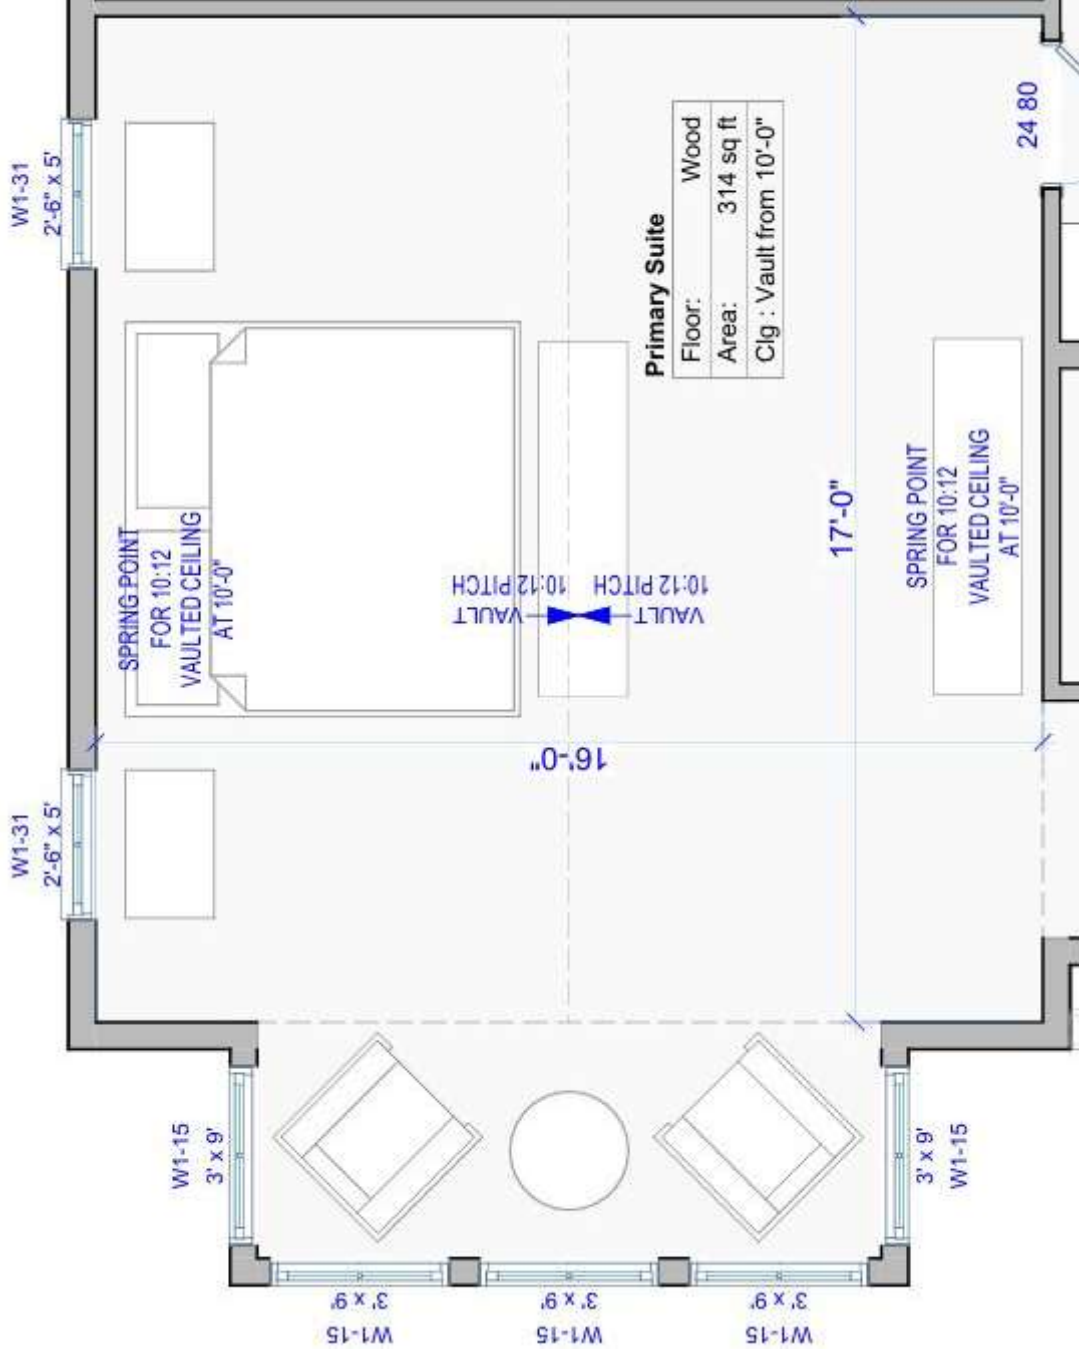 W1-31
2'-6" x 5'
W1-31
2'-6" x 5'
24 80
Primary Suite
Floor: Wood
Area: 314 sq ft
Clg : Vault from 10'-0"
SPRING POINT
FOR 10:12
VAULTED CEILING
AT 10'-0"
VAULT
10:12 PITCH
VAULT
10:12 PITCH
17'-0"
SPRING POINT
FOR 10:12
VAULTED CEILING
AT 10'-0"
16'-0"
W1-15
3' x 9'
3' x 9'
W1-15
3' x 9'
W1-15
3' x 9'
W1-15
3' x 9'
W1-15